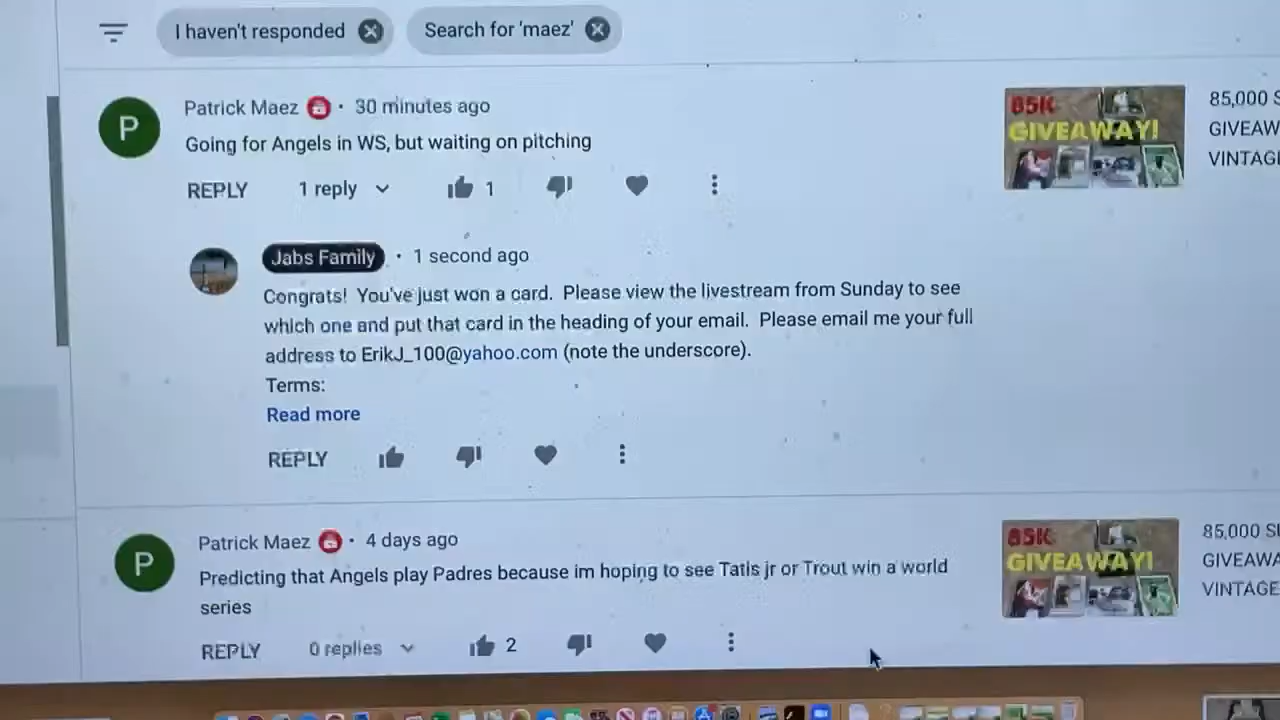 I haven't responded
Search for 'maez'
P
Patrick Maez · 30 minutes ago
Going for Angels in WS, but waiting on pitching
REPLY 1 reply 1
85K
GIVEAWAY!
85,000 S
GIVEAW
VINTAG
Jabs Family · 1 second ago
Congrats! You've just won a card. Please view the livestream from Sunday to see
which one and put that card in the heading of your email. Please email me your full
address to ErikJ_100@yahoo.com (note the underscore).
Terms:
Read more
REPLY
P
Patrick Maez · 4 days ago
Predicting that Angels play Padres because im hoping to see Tatis jr or Trout win a world
series
REPLY 0 replies 2
85K
GIVEAWAY!
85,000 S
GIVEAWA
VINTAGE